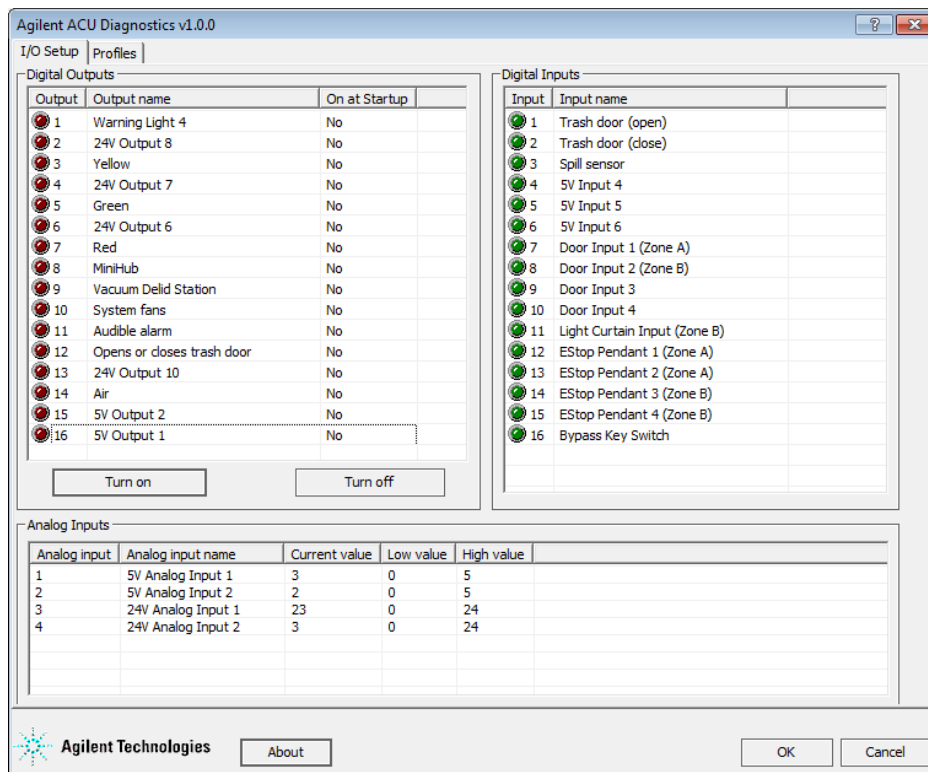 Agilent ACU Diagnostics v1.0.0
I/O Setup Profiles
Digital Outputs
Output Output name On at Startup
1 Warning Light 4 No
2 24V Output 8 No
3 Yellow No
4 24V Output 7 No
5 Green No
6 24V Output 6 No
7 Red No
8 MiniHub No
9 Vacuum Delid Station No
10 System fans No
11 Audible alarm No
12 Opens or closes trash door No
13 24V Output 10 No
14 Air No
15 5V Output 2 No
16 5V Output 1 No
Turn on Turn off
Digital Inputs
Input Input name
1 Trash door (open)
2 Trash door (close)
3 Spill sensor
4 5V Input 4
5 5V Input 5
6 5V Input 6
7 Door Input 1 (Zone A)
8 Door Input 2 (Zone B)
9 Door Input 3
10 Door Input 4
11 Light Curtain Input (Zone B)
12 EStop Pendant 1 (Zone A)
13 EStop Pendant 2 (Zone A)
14 EStop Pendant 3 (Zone B)
15 EStop Pendant 4 (Zone B)
16 Bypass Key Switch
Analog Inputs
Analog input Analog input name Current value Low value High value
1 5V Analog Input 1 3 0 5
2 5V Analog Input 2 2 0 5
3 24V Analog Input 1 23 0 24
4 24V Analog Input 2 3 0 24
Agilent Technologies
About
OK
Cancel